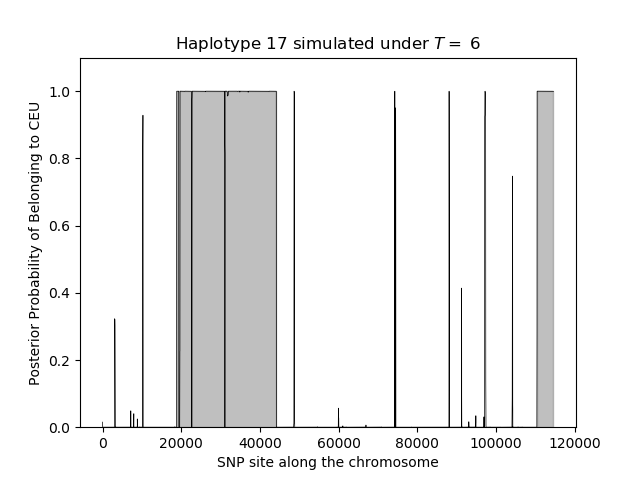 Haplotype 17 simulated under T = 6
Posterior Probability of Belonging to CEU
1.0
0.8
0.6
0.4
0.2
0.0
0 20000 40000 60000 80000 100000 120000
SNP site along the chromosome